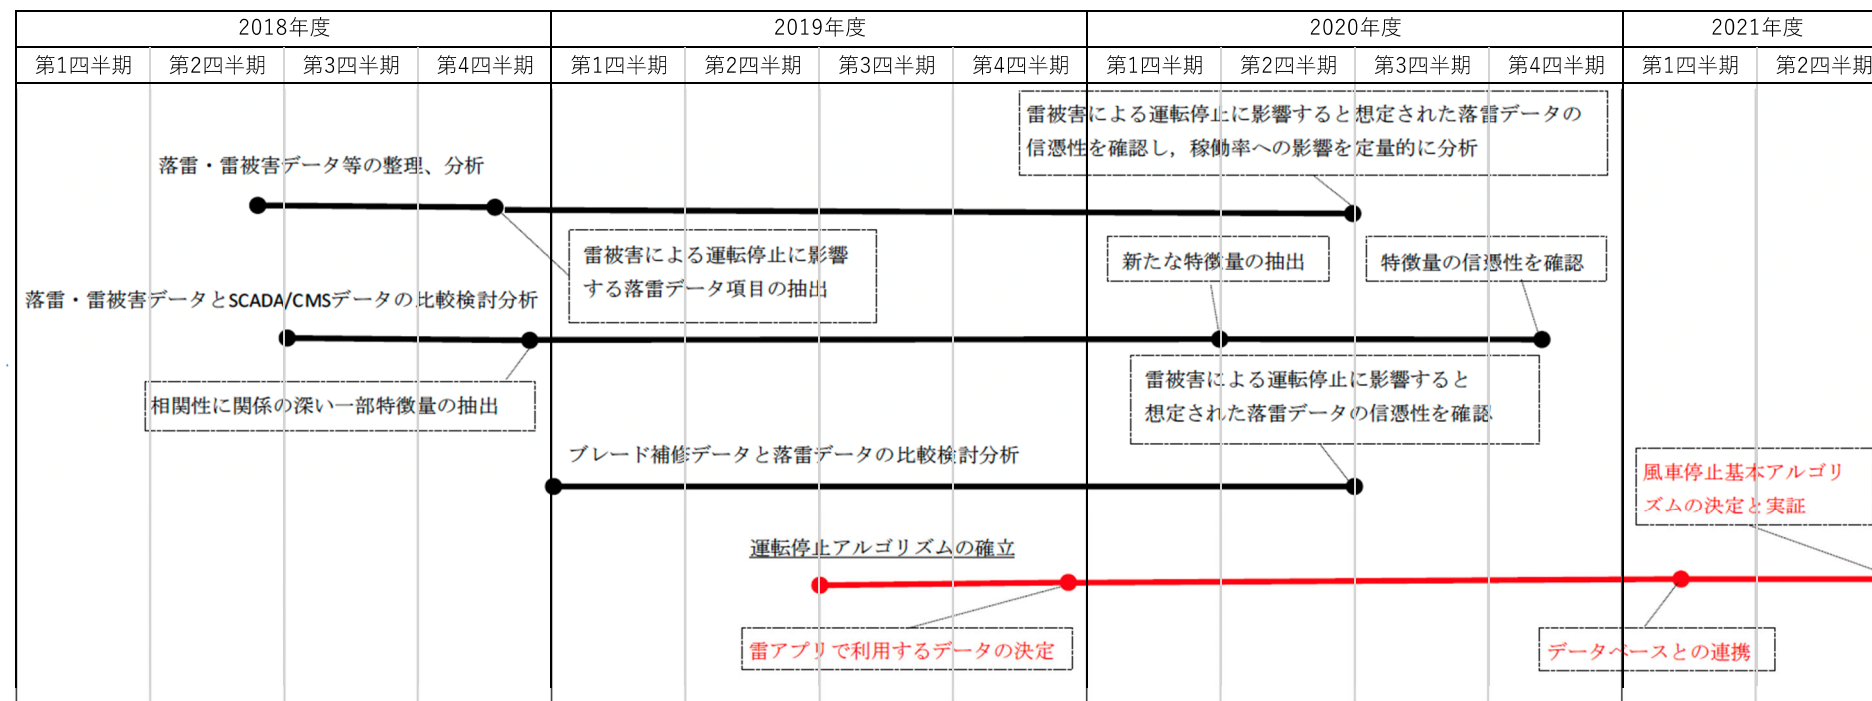 2018年度
2019年度
2020年度
2021年度
第1四半期
第2四半期
第3四半期
第4四半期
第1四半期
第2四半期
第3四半期
第4四半期
第1四半期
第2四半期
第3四半期
第4四半期
第1四半期
第2四半期
雷被害による運転停止に影響すると想定された落雷データの
信憑性を確認し，稼働率への影響を定量的に分析
落雷・雷被害データ等の整理、分析
雷被害による運転停止に影響
する落雷データ項目の抽出
新たな特徴量の抽出
特徴量の信憑性を確認
落雷・雷被害データとSCADA/CMSデータの比較検討分析
相関性に関係の深い一部特徴量の抽出
雷被害による運転停止に影響すると
想定された落雷データの信憑性を確認
ブレード補修データと落雷データの比較検討分析
風車停止基本アルゴリ
ズムの決定と実証
運転停止アルゴリズムの確立
雷アプリで利用するデータの決定
データベースとの連携